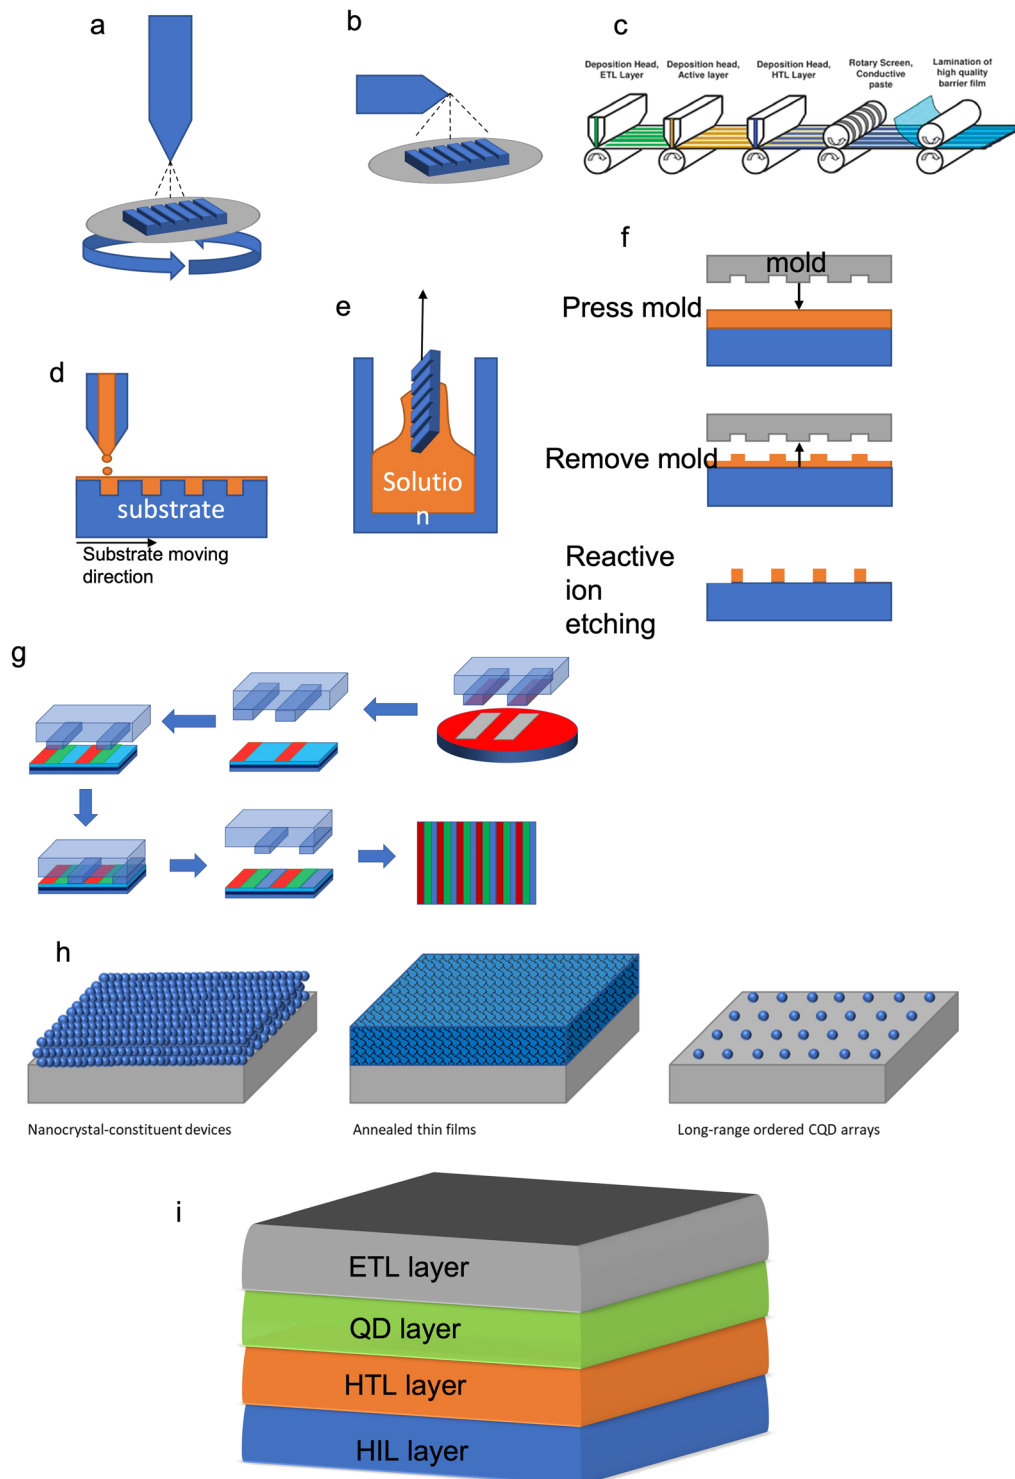 a
b
c
Deposition Head,
ETL Layer
Deposition head,
Active layer
Deposition Head,
HTL Layer
Rotary Screen,
Conductive
paste
Lamination of
high quality
barrier film
d
substrate
Substrate moving
direction
e
Solutio
n
f
mold
Press mold
Remove mold
Reactive
ion
etching
g
h
Nanocrystal-constituent devices
Annealed thin films
Long-range ordered CQD arrays
i
ETL layer
QD layer
HTL layer
HIL layer